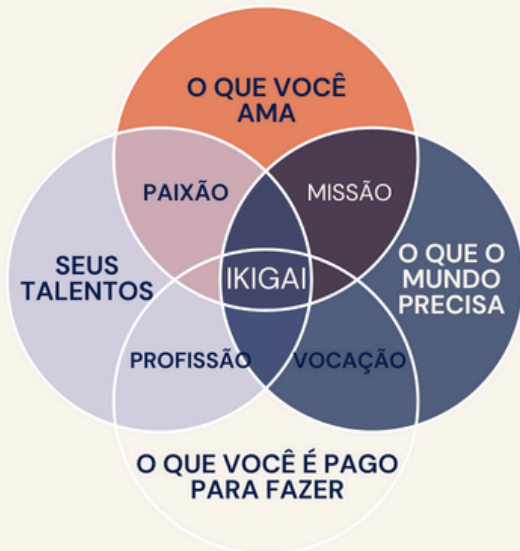 O QUE VOCÊ
AMA
PAIXÃO
MISSÃO
SEUS
TALENTOS
IKIGAI
O QUE O
MUNDO
PRECISA
PROFISSÃO
VOCAÇÃO
O QUE VOCÊ É PAGO
PARA FAZER